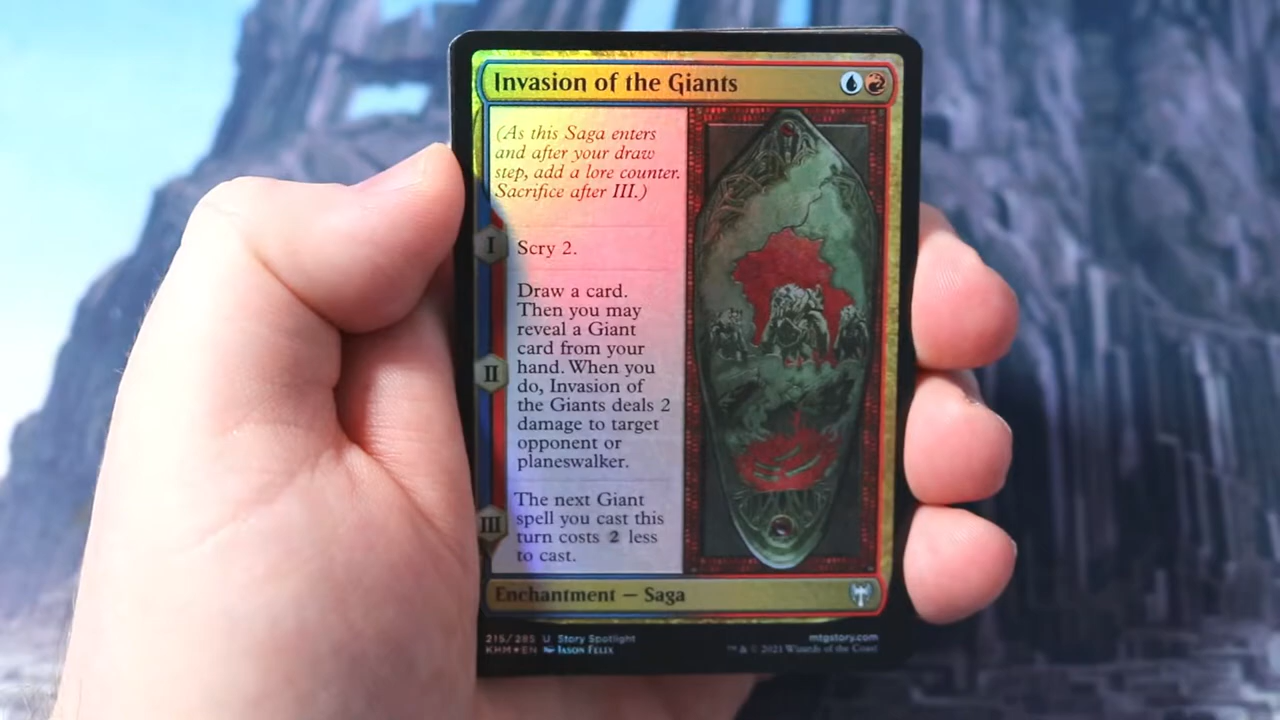 Invasion of the Giants
(As this Saga enters
and after your draw
step, add a lore counter.
Sacrifice after III.)
I
Scry 2.
Draw a card.
Then you may
reveal a Giant
card from your
hand. When you
do, Invasion of
the Giants deals 2
damage to target
opponent or
planeswalker.
II
The next Giant
spell you cast this
turn costs 2 less
to cast.
III
Enchantment — Saga
215/285 U Story Spotlight
KHM★EN Jason Felix
mtgstory.com
™ & © 2021 Wizards of the Coast